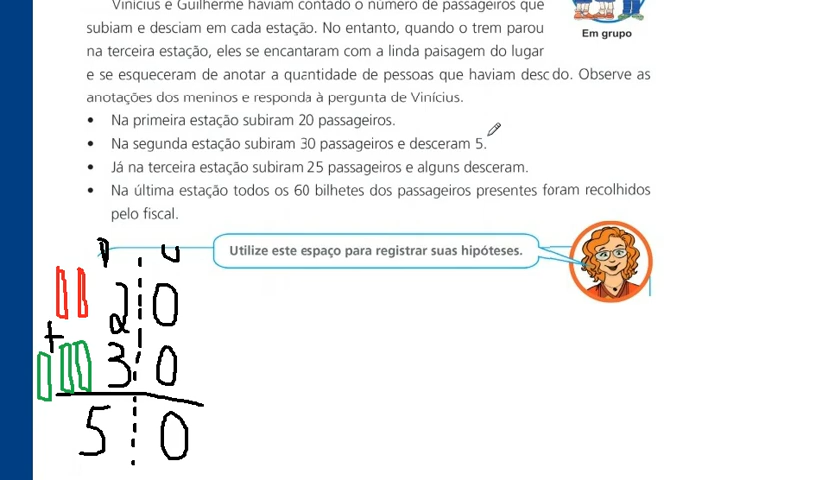 Vinícius e Guilherme haviam contado o número de passageiros que
subiam e desciam em cada estação. No entanto, quando o trem parou
na terceira estação, eles se encantaram com a linda paisagem do lugar
e se esqueceram de anotar a quantidade de pessoas que haviam desc do. Observe as
anotações dos meninos e responda à pergunta de Vinícius.
Em grupo
• Na primeira estação subiram 20 passageiros.
• Na segunda estação subiram 30 passageiros e desceram 5.
• Já na terceira estação subiram 25 passageiros e alguns desceram.
• Na última estação todos os 60 bilhetes dos passageiros presentes foram recolhidos
pelo fiscal.
Utilize este espaço para registrar suas hipóteses.
D U
20
+
30
50